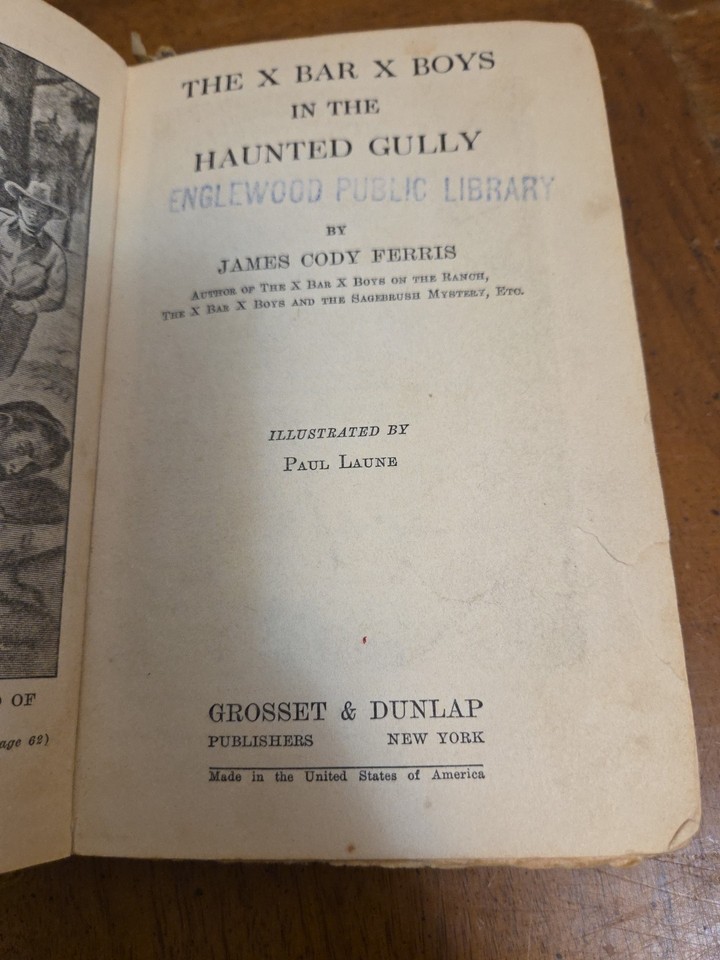 THE X BAR X BOYS
IN THE
HAUNTED GULLY
ENGLEWOOD PUBLIC LIBRARY
BY
JAMES CODY FERRIS
AUTHOR OF THE X BAR X BOYS ON THE RANCH,
THE X BAR X BOYS AND THE SAGEBRUSH MYSTERY, ETC.
ILLUSTRATED BY
PAUL LAUNE
GROSSET & DUNLAP
PUBLISHERS NEW YORK
Made in the United States of America
OF
62)